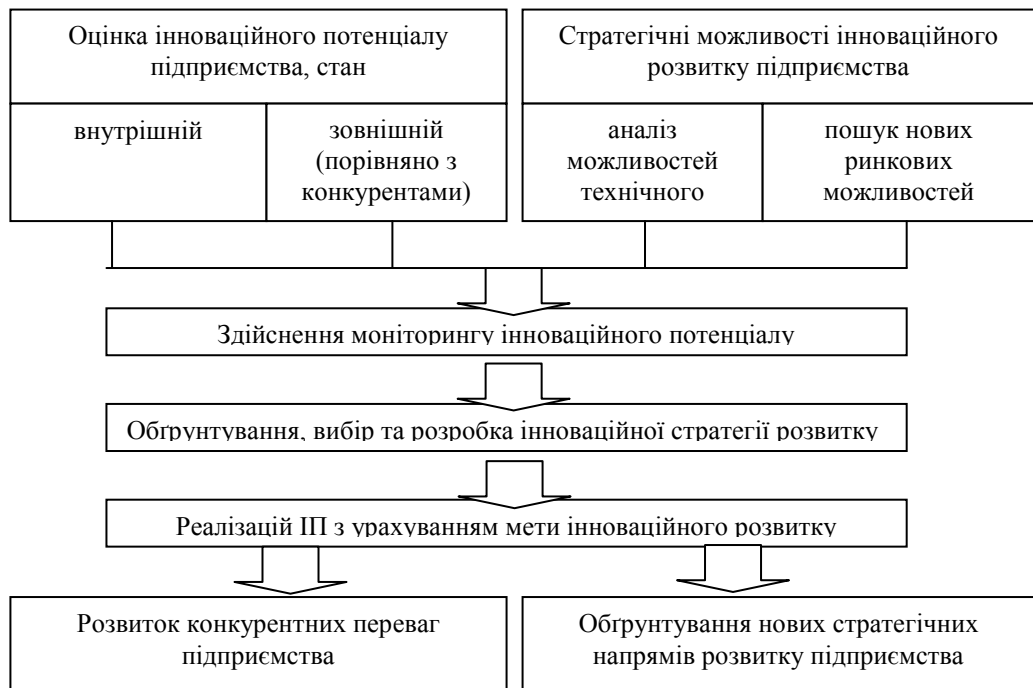 Оцінка інноваційного потенціалу
підприємства, стан
Стратегічні можливості інноваційного
розвитку підприємства
внутрішній
зовнішній
(порівняно з
конкурентами)
аналіз
можливостей
технічного
пошук нових
ринкових
можливостей
Здійснення моніторингу інноваційного потенціалу
Обґрунтування, вибір та розробка інноваційної стратегії розвитку
Реалізацій ІП з урахуванням мети інноваційного розвитку
Розвиток конкурентних переваг
підприємства
Обґрунтування нових стратегічних
напрямів розвитку підприємства